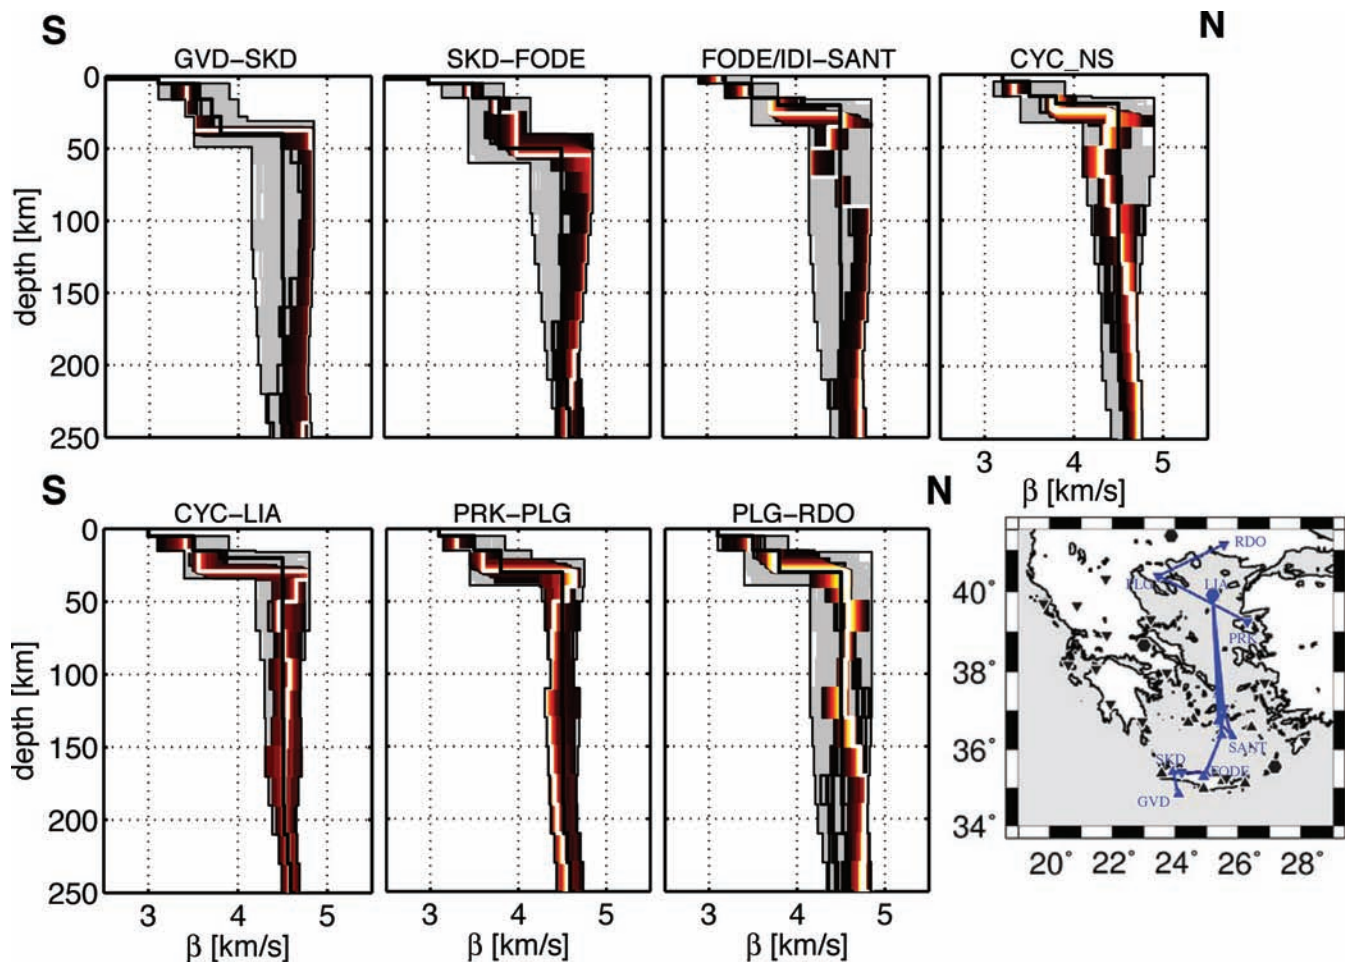 S
N
GVD–SKD
SKD–FODE
FODE/IDI–SANT
CYC_NS
0
50
100
150
200
250
depth [km]
3
4
5
β [km/s]
S
N
CYC–LIA
PRK–PLG
PLG–RDO
0
50
100
150
200
250
depth [km]
3
4
5
3
4
5
3
4
5
β [km/s]
β [km/s]
β [km/s]
RDO
PLG
LIA
PRK
SANT
SKD
FODE
GVD
40°
38°
36°
34°
20°
22°
24°
26°
28°